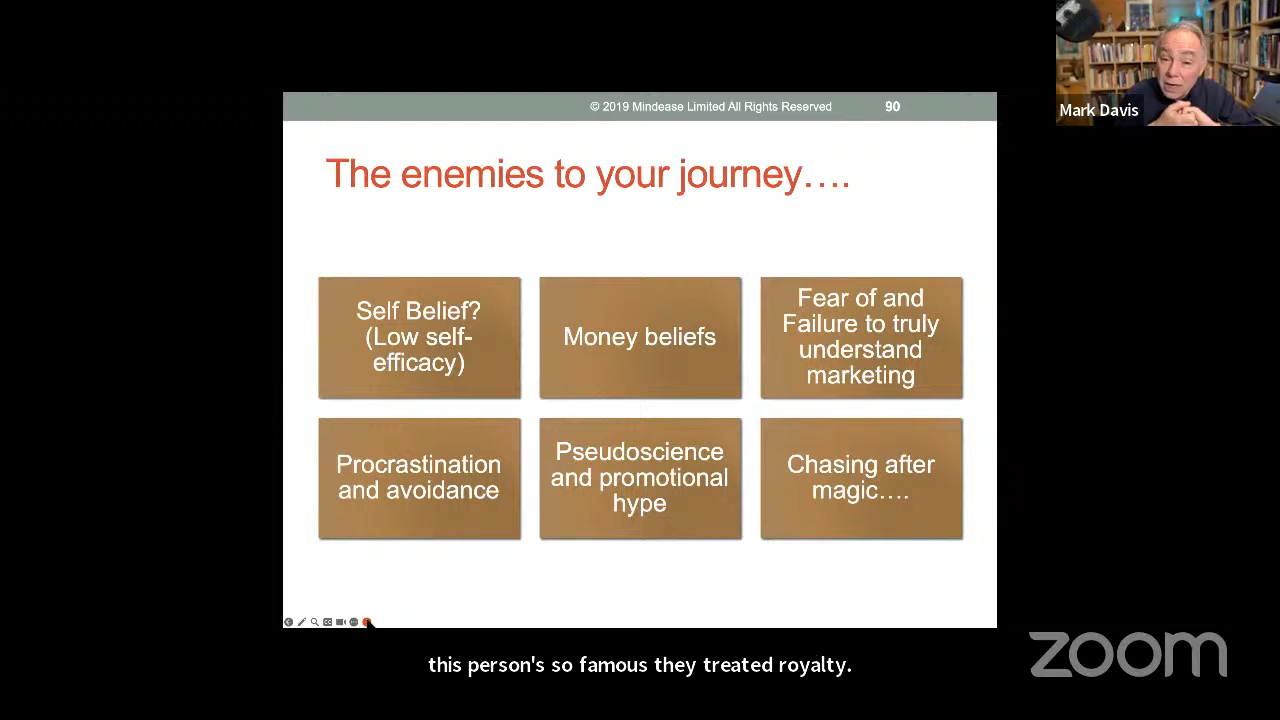 © 2019 Mindease Limited All Rights Reserved 90
Mark Davis
The enemies to your journey….
Self Belief?
(Low self-
efficacy)
Money beliefs
Fear of and
Failure to truly
understand
marketing
Procrastination
and avoidance
Pseudoscience
and promotional
hype
Chasing after
magic….
this person's so famous they treated royalty.
zoom